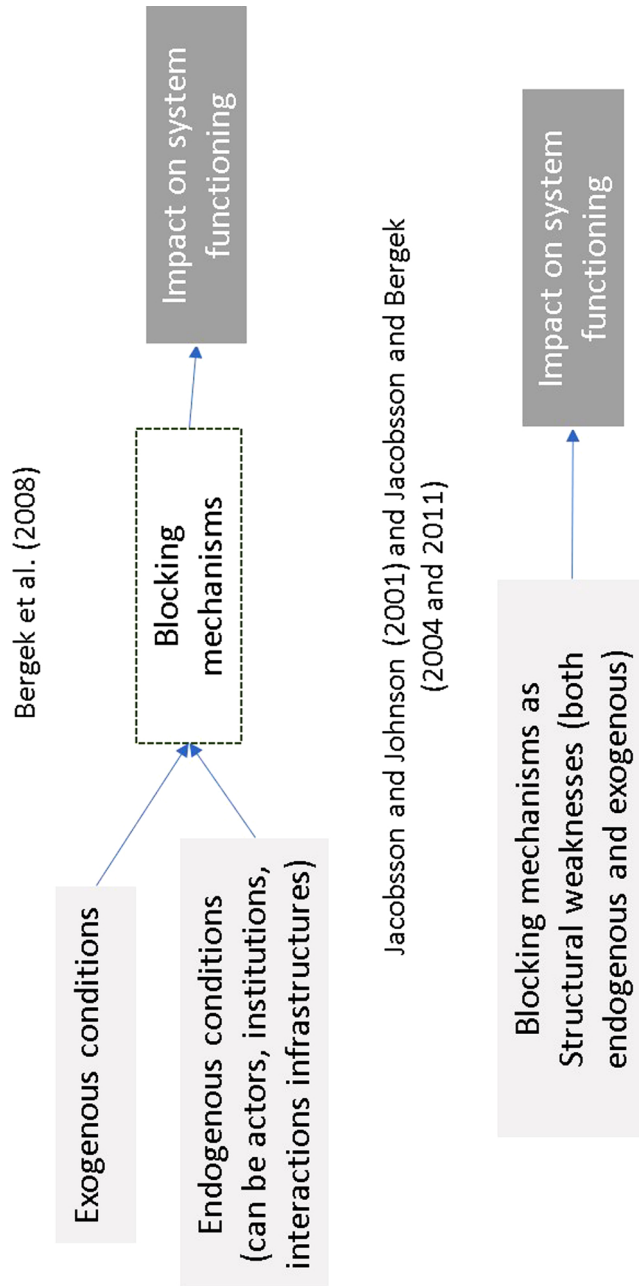 Bergek et al. (2008)
Exogenous conditions
Endogenous conditions
(can be actors, institutions,
interactions infrastructures)
Blocking
mechanisms
Impact on system
functioning
Jacobsson and Johnson (2001) and Jacobsson and Bergek
(2004 and 2011)
Blocking mechanisms as
Structural weaknesses (both
endogenous and exogenous)
Impact on system
functioning